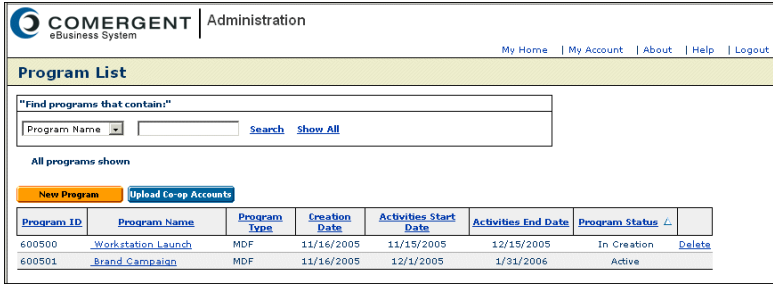 COMERGENT Administration
eBusiness System
My Home | My Account | About | Help | Logout
Program List
"Find programs that contain:"
Program Name Search Show All
All programs shown
New Program Upload Co-op Accounts
Program ID Program Name Program Type Creation Date Activities Start Date Activities End Date Program Status
600500 Workstation Launch MDF 11/16/2005 11/15/2005 12/15/2005 In Creation Delete
600501 Brand Campaign MDF 11/16/2005 12/1/2005 1/31/2006 Active